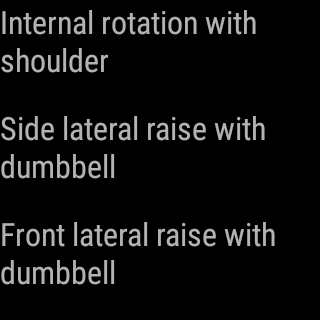 Internal rotation with
shoulder
Side lateral raise with
dumbbell
Front lateral raise with
dumbbell